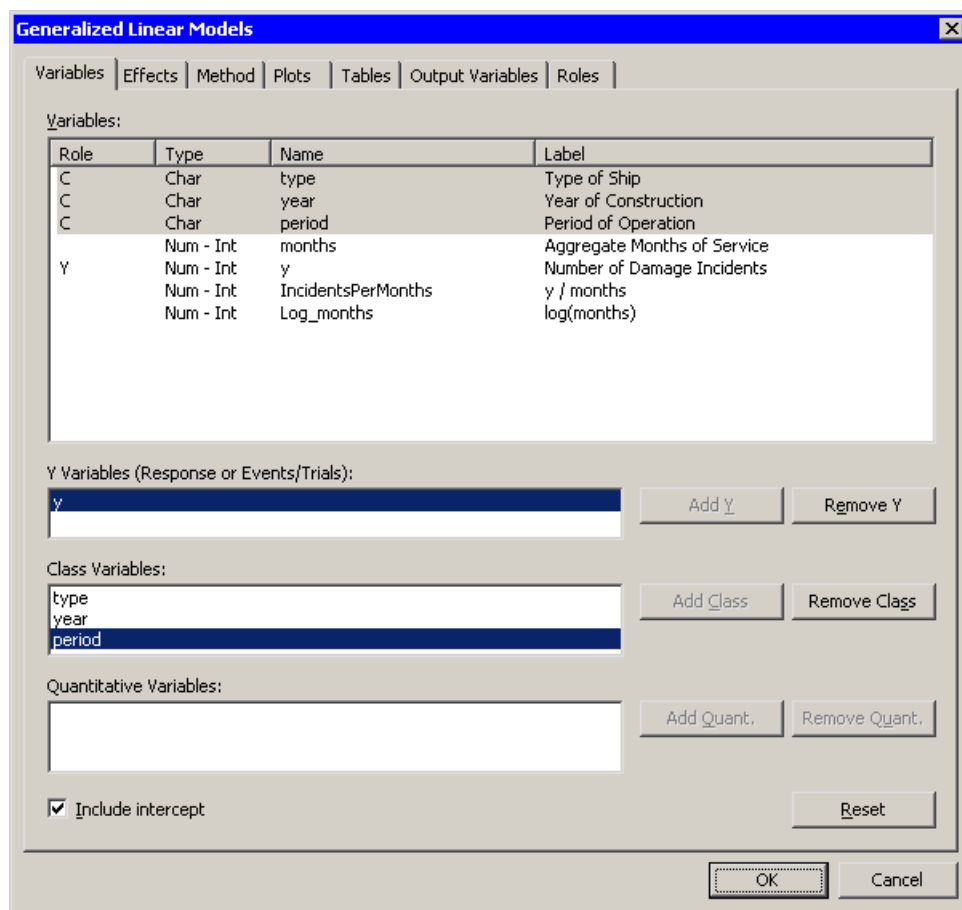 Generalized Linear Models
Variables Effects Method Plots Tables Output Variables Roles
Variables:
Role Type Name Label
C Char type Type of Ship
C Char year Year of Construction
C Char period Period of Operation
Num - Int months Aggregate Months of Service
Y Num - Int y Number of Damage Incidents
Num - Int IncidentsPerMonths y / months
Num - Int Log_months log(months)
Y Variables (Response or Events/Trials):
y Add Y Remove Y
Class Variables:
type Add Class Remove Class
year
period
Quantitative Variables:
Add Quant. Remove Quant.
Include intercept Reset
OK Cancel